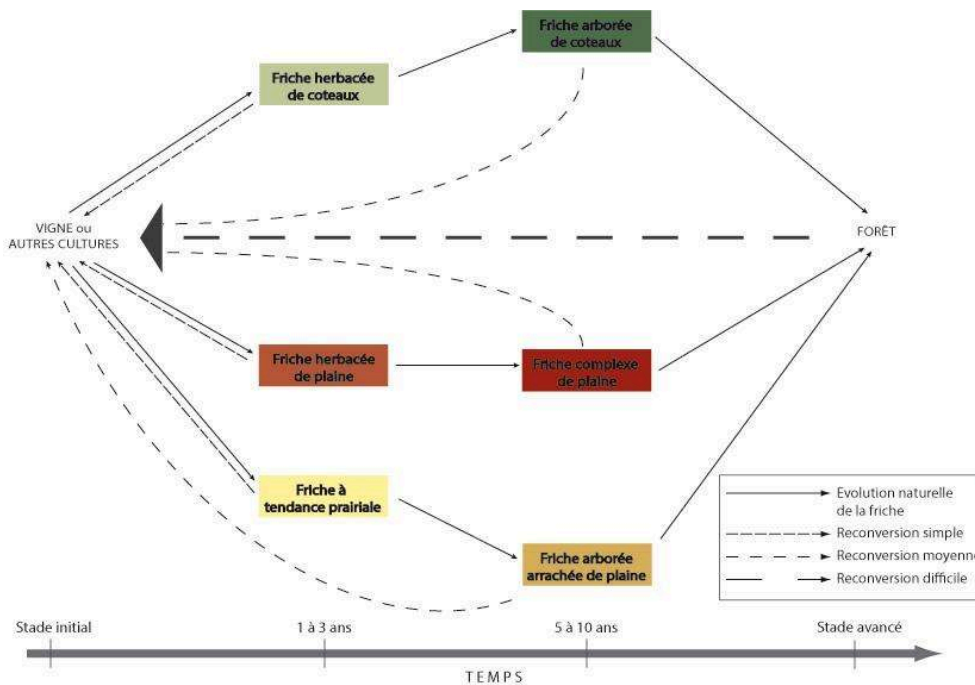 Friche arborée
de coteaux
Friche herbacée
de coteaux
VIGNE ou
AUTRES CULTURES
FORÊT
Friche herbacée
de plaine
Friche complexe
de plaine
Friche à
tendance prairiale
Friche arborée
arrachée de plaine
Evolution naturelle
de la friche
Reconversion simple
Reconversion moyenne
Reconversion difficile
Stade initial
1 à 3 ans
5 à 10 ans
Stade avancé
TEMPS